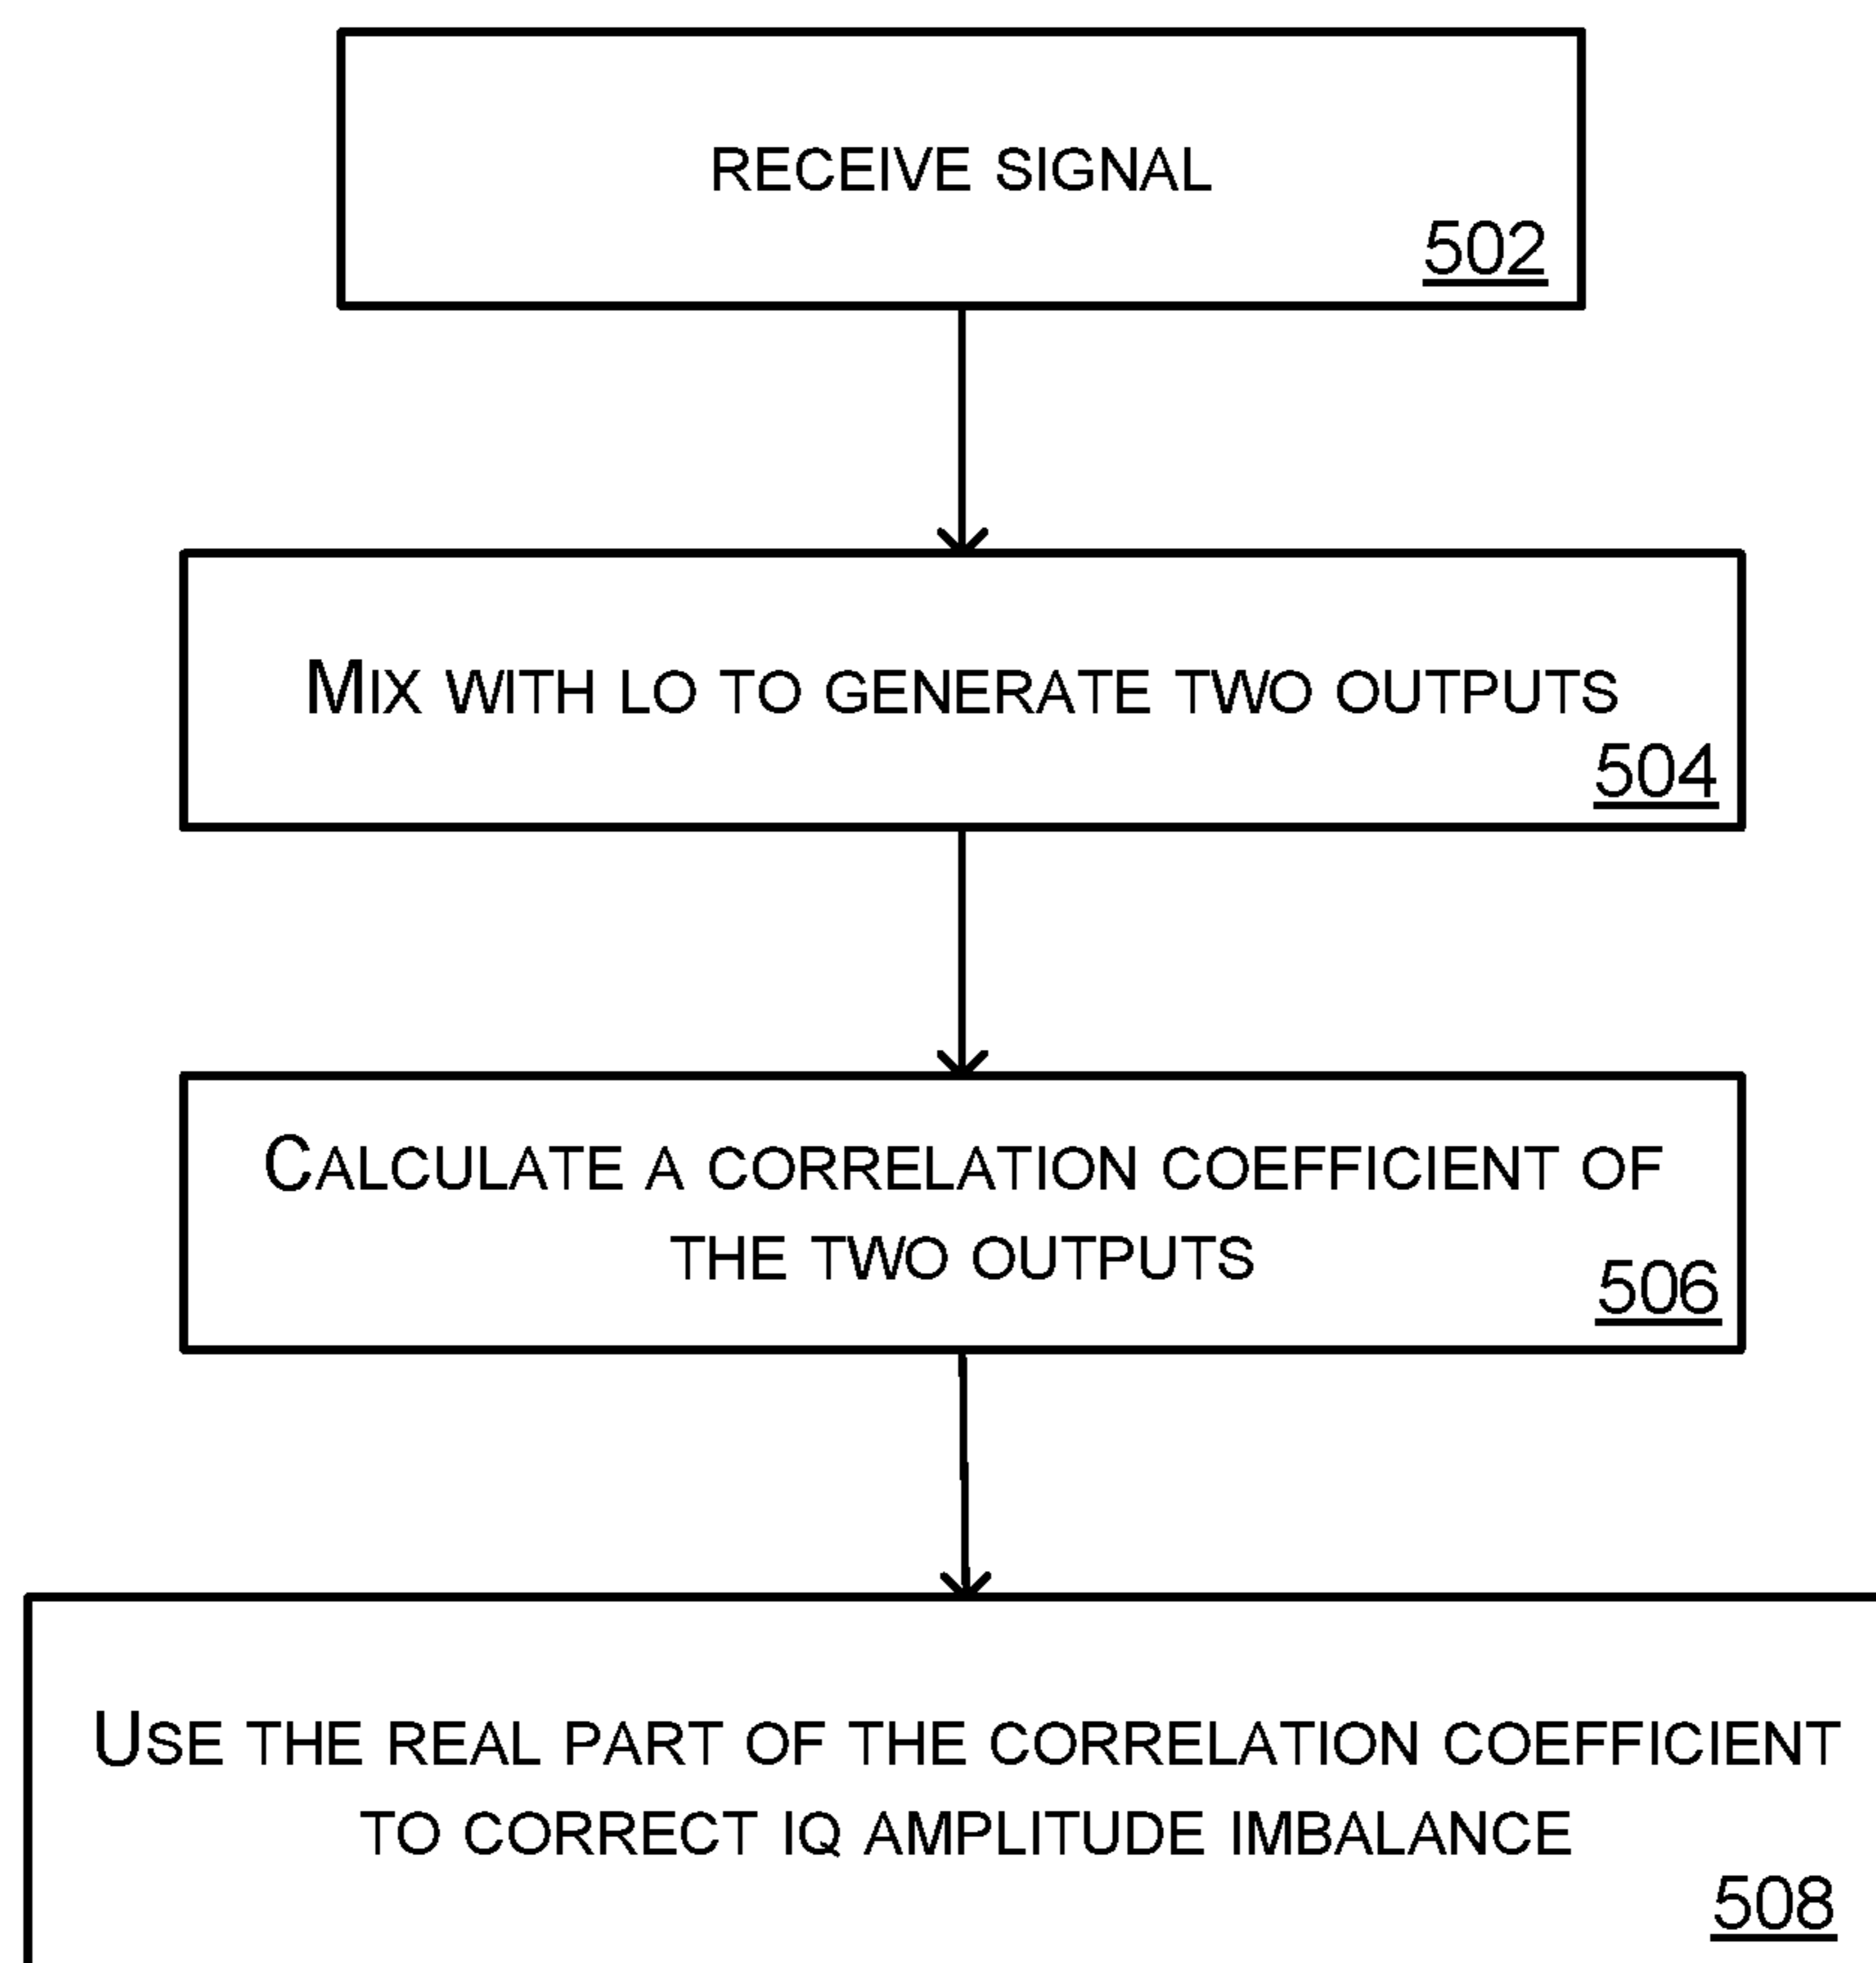 RECEIVE SIGNAL
502
MIX WITH LO TO GENERATE TWO OUTPUTS
504
CALCULATE A CORRELATION COEFFICIENT OF
THE TWO OUTPUTS
506
USE THE REAL PART OF THE CORRELATION COEFFICIENT
TO CORRECT IQ AMPLITUDE IMBALANCE
508